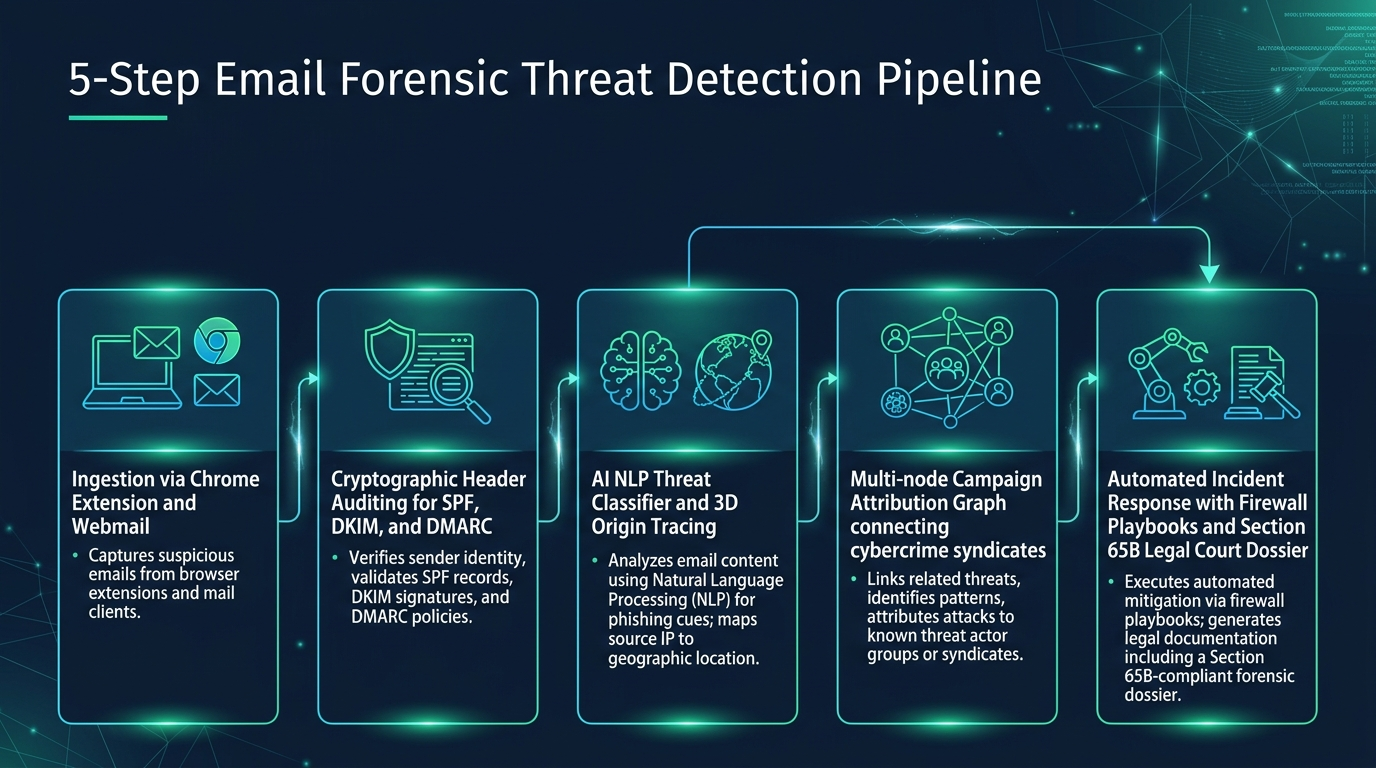 5-Step Email Forensic Threat Detection Pipeline
Ingestion via Chrome
Extension and
Webmail
• Captures suspicious
emails from browser
extensions and mail
clients.
Cryptographic Header
Auditing for SPF,
DKIM, and DMARC
• Verifies sender identity,
validates SPF records,
DKIM signatures, and
DMARC policies.
AI NLP Threat
Classifier and 3D
Origin Tracing
• Analyzes email content
using Natural Language
Processing (NLP) for
phishing cues; maps
source IP to
geographic location.
Multi-node Campaign
Attribution Graph
connecting
cybercrime syndicates
• Links related threats,
identifies patterns,
attributes attacks to
known threat actor
groups or syndicates.
Automated Incident
Response with Firewall
Playbooks and Section
65B Legal Court Dossier
• Executes automated
mitigation via firewall
playbooks; generates
legal documentation
including a Section
65B-compliant forensic
dossier.